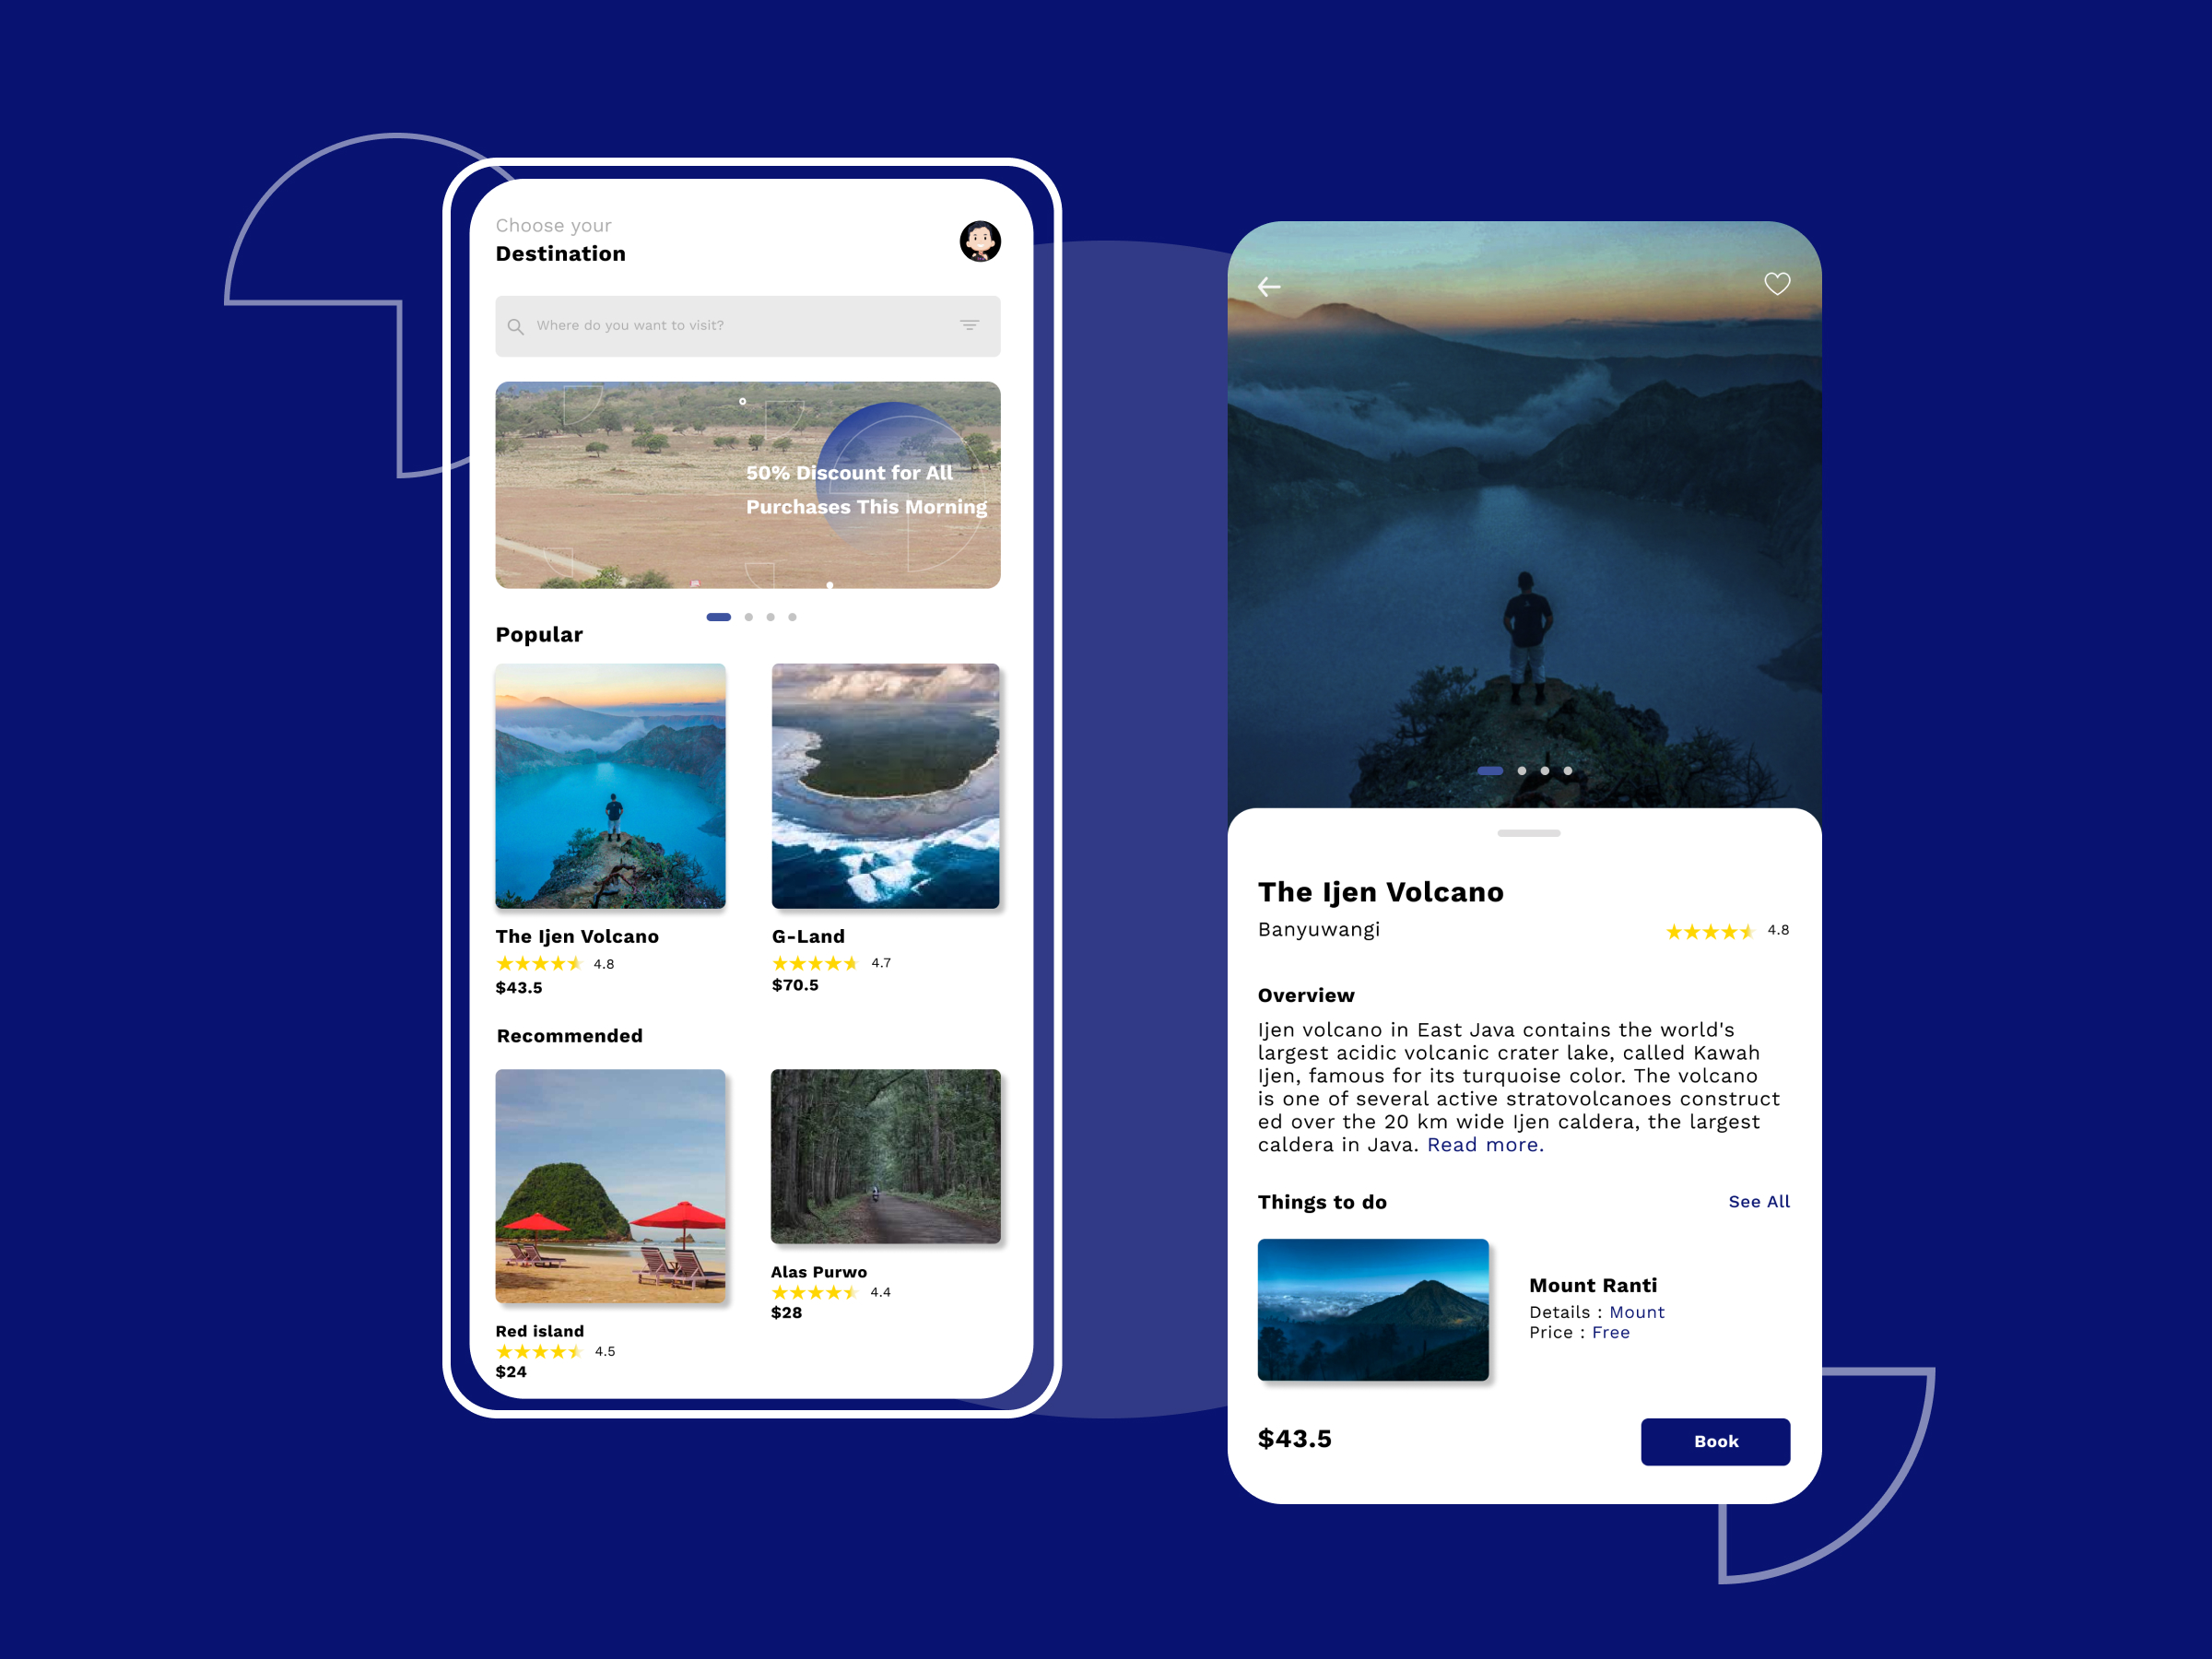 Choose your
Destination
Where do you want to visit?
50% Discount for All
Purchases This Morning
Popular
The Ijen Volcano
4.8
$43.5
G-Land
4.7
$70.5
Recommended
Red island
4.5
$24
Alas Purwo
4.4
$28
The Ijen Volcano
Banyuwangi
4.8
Overview
Ijen volcano in East Java contains the world's
largest acidic volcanic crater lake, called Kawah
Ijen, famous for its turquoise color. The volcano
is one of several active stratovolcanoes construct
ed over the 20 km wide Ijen caldera, the largest
caldera in Java. Read more.
Things to do
See All
Mount Ranti
Details : Mount
Price : Free
$43.5
Book